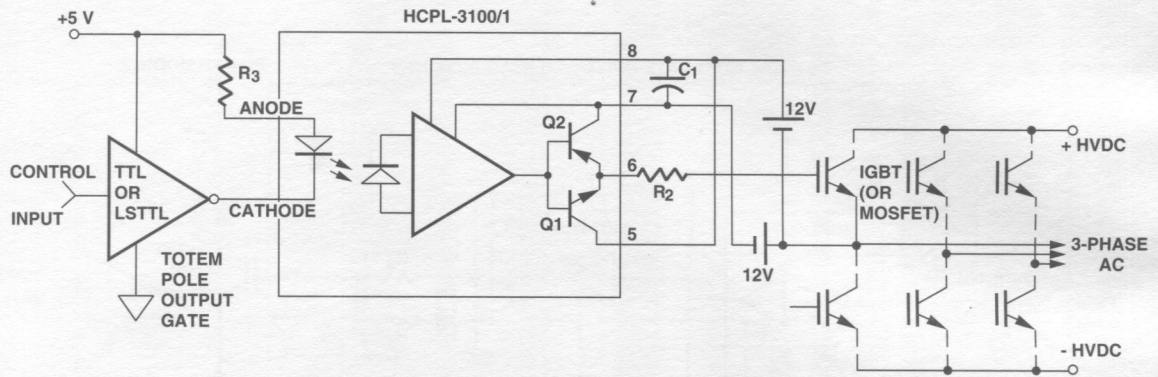 HCPL-3100/1
+5 V
8
C1
R3
7
ANODE
12V
Q2
+ HVDC
TTL
OR
LSTTL
CONTROL
INPUT
6
R2
IGBT
(OR
MOSFET)
CATHODE
Q1
5
3-PHASE
AC
12V
TOTEM
POLE
OUTPUT
GATE
- HVDC